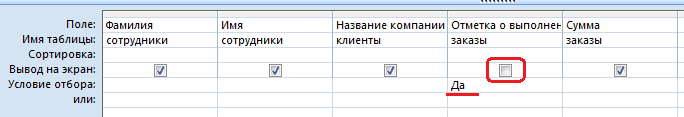 Поле: Фамилия Имя Название компании Отметка о выполнен Сумма
Имя таблицы: сотрудники сотрудники клиенты заказы заказы
Сортировка:
Вывод на экран:
Условие отбора: Да
или: